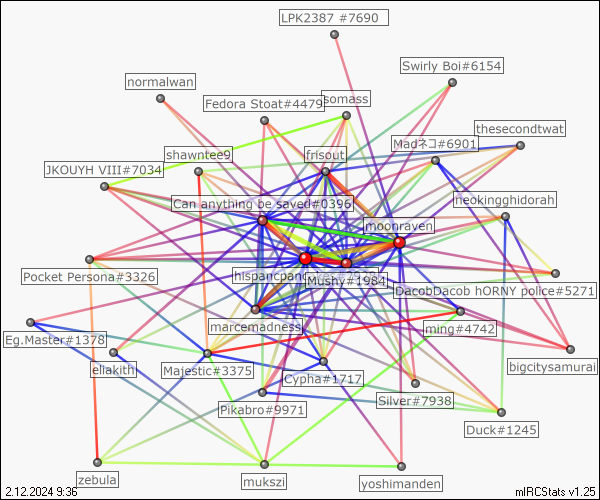 LPK2387 #7690
Swirly Boi#6154
normalwan
Fedora Stoat#4479
somass
thesecondtwat
Madネコ#6901
shawntee9
frisout
JKOUYH VIII#7034
neokingghidorah
Can anything be saved#0396
moonraven
Pocket Persona#3326
Mushy#1984
DacobDacob hORNY police#5271
marcemadness
ming#4742
Eg.Master#1378
eliakith
Majestic#3375
Cypha#1717
bigcitysamurai
Silver#7938
Pikabro#9971
Duck#1245
zebula
mukszi
yoshimanden
2.12.2024 9:36
mIRCStats v1.25